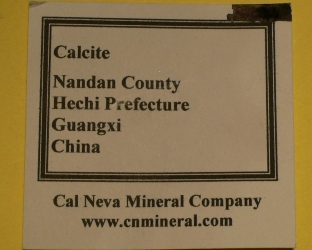 Calcite
Nandan County
Hechi Prefecture
Guangxi
China
Cal Neva Mineral Company
www.cnmineral.com